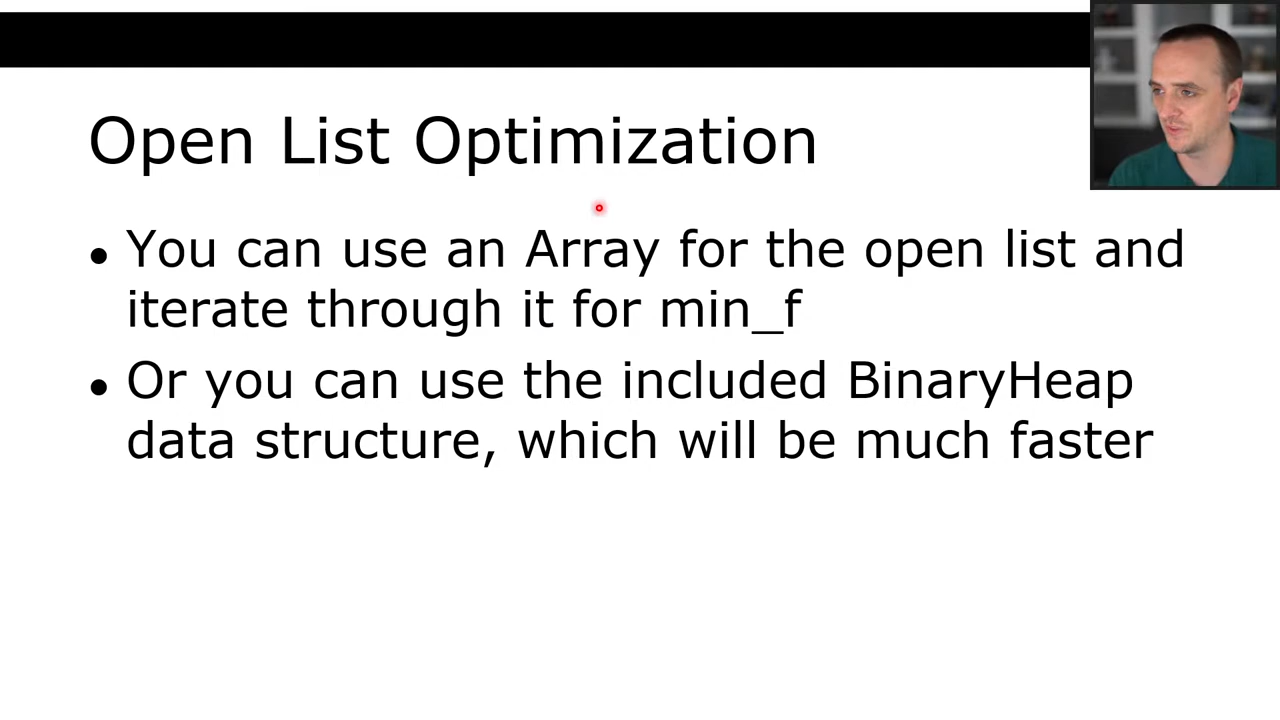 Open List Optimization
• You can use an Array for the open list and
iterate through it for min_f
• Or you can use the included BinaryHeap
data structure, which will be much faster